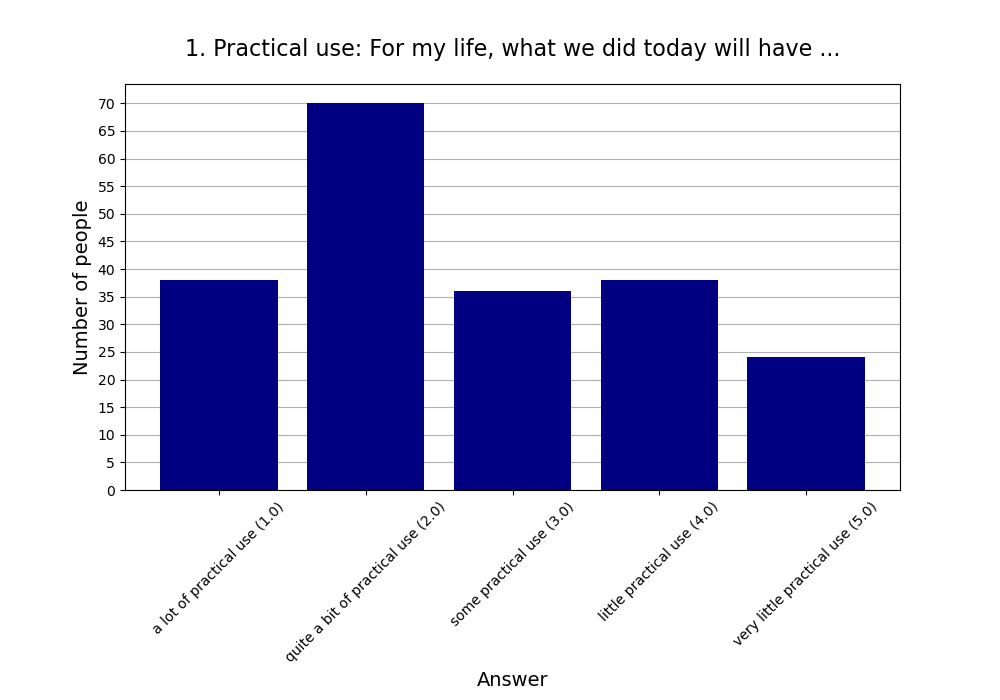 1. Practical use: For my life, what we did today will have ...
Number of people
70
65
60
55
50
45
40
35
30
25
20
15
10
5
0
a lot of practical use (1.0)
quite a bit of practical use (2.0)
some practical use (3.0)
little practical use (4.0)
very little practical use (5.0)
Answer